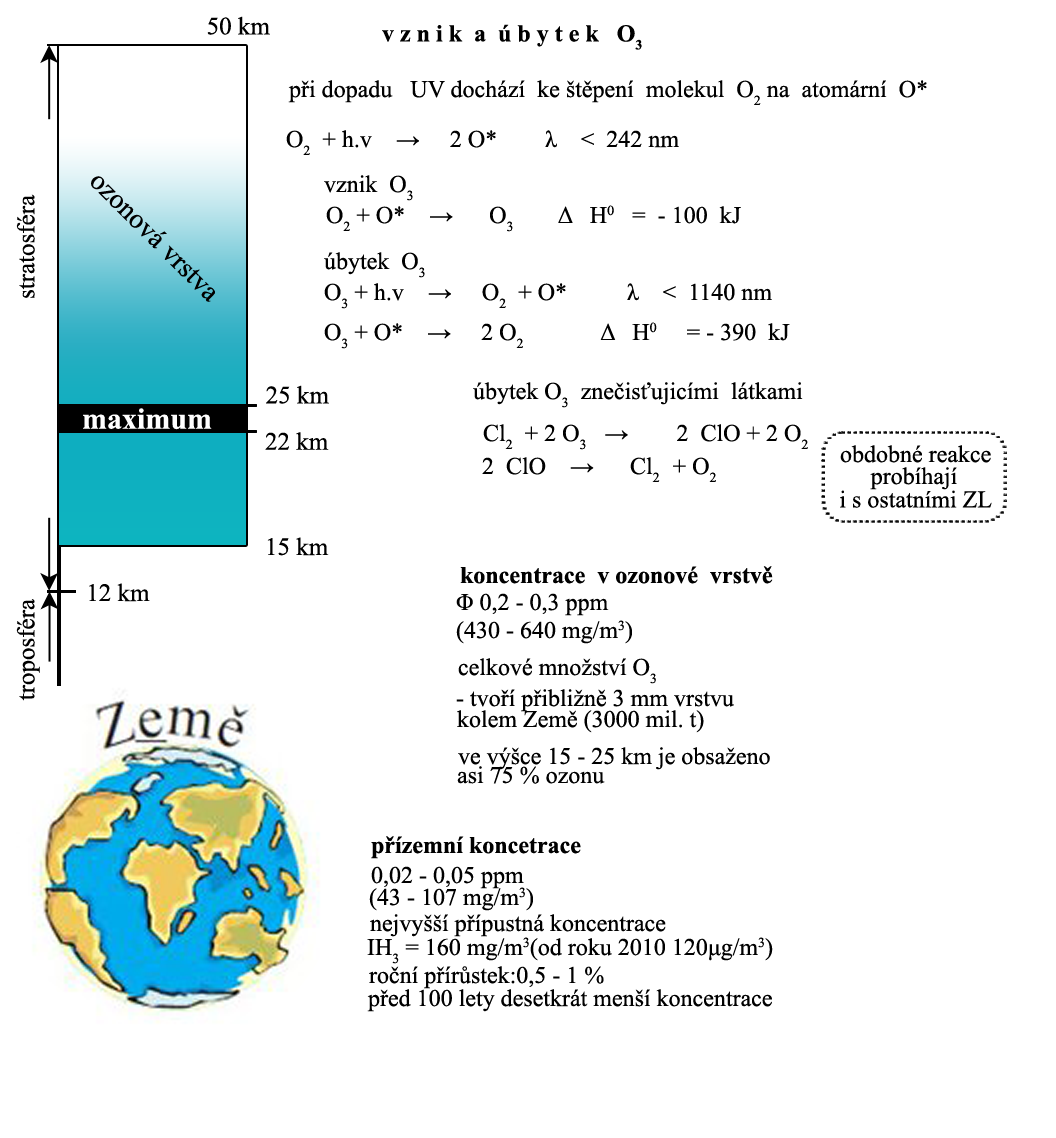 50 km
vznik a úbytek O₃
při dopadu UV dochází ke štěpení molekul O₂ na atomární O*
O₂ + h.v → 2 O* λ < 242 nm
vznik O₃
O₂ + O* → O₃ Δ H⁰ = - 100 kJ
úbytek O₃
O₃ + h.v → O₂ + O* λ < 1140 nm
O₃ + O* → 2 O₂ Δ H⁰ = - 390 kJ
stratosféra
ozonová vrstva
25 km
maximum
22 km
15 km
12 km
troposféra
úbytek O₃ znečisťujicími látkami
Cl₂ + 2 O₃ → 2 ClO + 2 O₂
2 ClO → Cl₂ + O₂
obdobné reakce
probíhají
i s ostatními ZL
koncentrace v ozonové vrstvě
Φ 0,2 - 0,3 ppm
(430 - 640 mg/m³)
celkové množství O₃
- tvoří přibližně 3 mm vrstvu
kolem Země (3000 mil. t)
ve výšce 15 - 25 km je obsaženo
asi 75 % ozonu
Země
přízemní koncetrace
0,02 - 0,05 ppm
(43 - 107 mg/m³)
nejvyšší přípustná koncentrace
IH₃ = 160 mg/m³(od roku 2010 120μg/m³)
roční přírůstek:0,5 - 1 %
před 100 lety desetkrát menší koncentrace